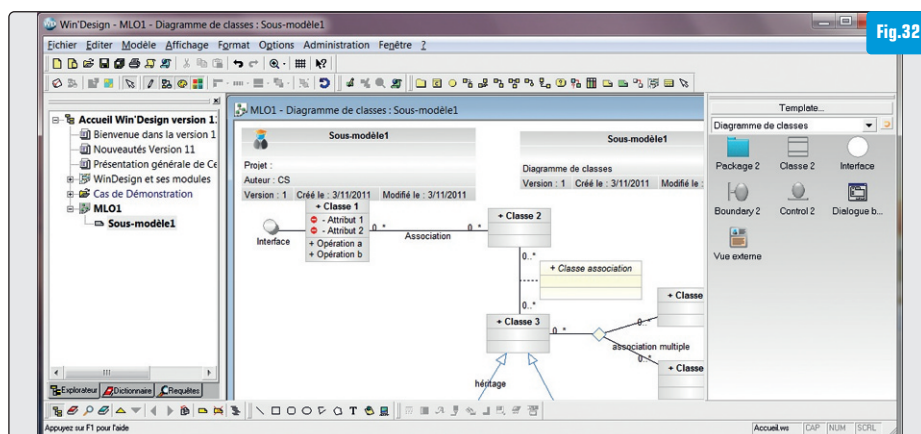 Fig.32
Win'Design - MLO1 - Diagramme de classes : Sous-modèle1
Fichier Editer Modèle Affichage Format Options Administration Fenêtre ?
Accueil Win'Design version 1
Bienvenue dans la version 1
Nouveautés Version 11
Présentation générale de Ce
WinDesign et ses modules
Cas de Démonstration
MLO1
Sous-modèle1
Explorateur Dictionnaire Requêtes
MLO1 - Diagramme de classes : Sous-modèle1
Sous-modèle1
Projet :
Auteur : CS
Version : 1 Créé le : 3/11/2011 Modifié le : 3/11/2011
Sous-modèle1
Diagramme de classes
Version : 1 Créé le : 3/11/2011 Modifié le :
Interface
+ Classe 1
- Attribut 1
- Attribut 2
+ Opération a
+ Opération b
0..*
Association
0..*
+ Classe 2
0..*
+ Classe association
0..*
+ Classe 3
0..*
0..*
association multiple
0..*
+ Classe
+ Classe
héritage
Template...
Diagramme de classes
Package 2 Classe 2 Interface
Boundary 2 Control 2 Dialogue b...
Vue externe
Appuyez sur F1 pour l'aide
Accueil.ws CAP NUM SCRL